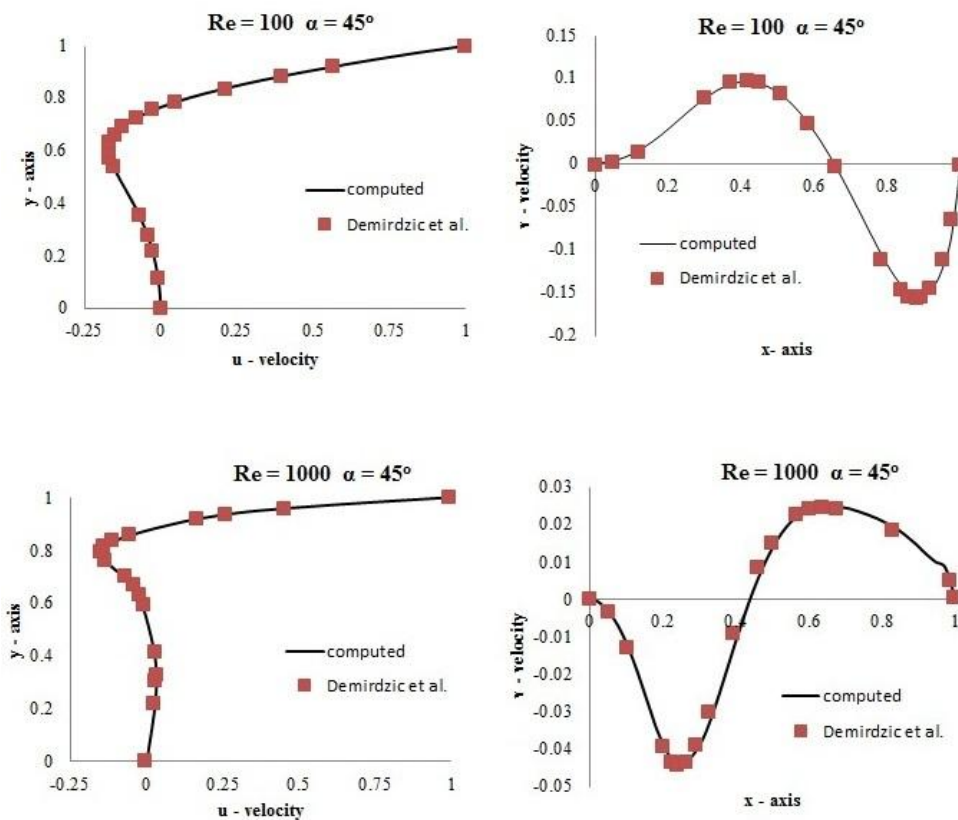 Re = 100 α = 45º
1
0.8
0.6
0.4
0.2
0
y - axis
computed
Demirdzic et al.
-0.25 0 0.25 0.5 0.75 1
u - velocity
Re = 100 α = 45º
0.15
0.1
0.05
0
-0.05
-0.1
-0.15
-0.2
v - velocity
0 0.2 0.4 0.6 0.8 1
computed
Demirdzic et al.
x- axis
Re = 1000 α = 45º
1
0.8
0.6
0.4
0.2
0
y - axis
computed
Demirdzic et al.
-0.25 0 0.25 0.5 0.75 1
u - velocity
Re = 1000 α = 45º
0.03
0.02
0.01
0
-0.01
-0.02
-0.03
-0.04
-0.05
v - velocity
0 0.2 0.4 0.6 0.8 1
computed
Demirdzic et al.
x - axis